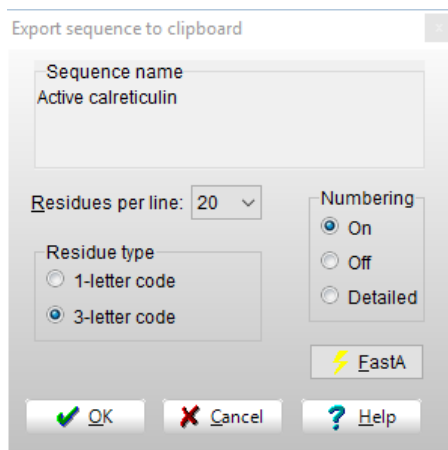 Export sequence to clipboard
x
Sequence name
Active calreticulin
Residues per line: 20
Numbering
On
Off
Detailed
Residue type
1-letter code
3-letter code
FastA
OK
Cancel
? Help